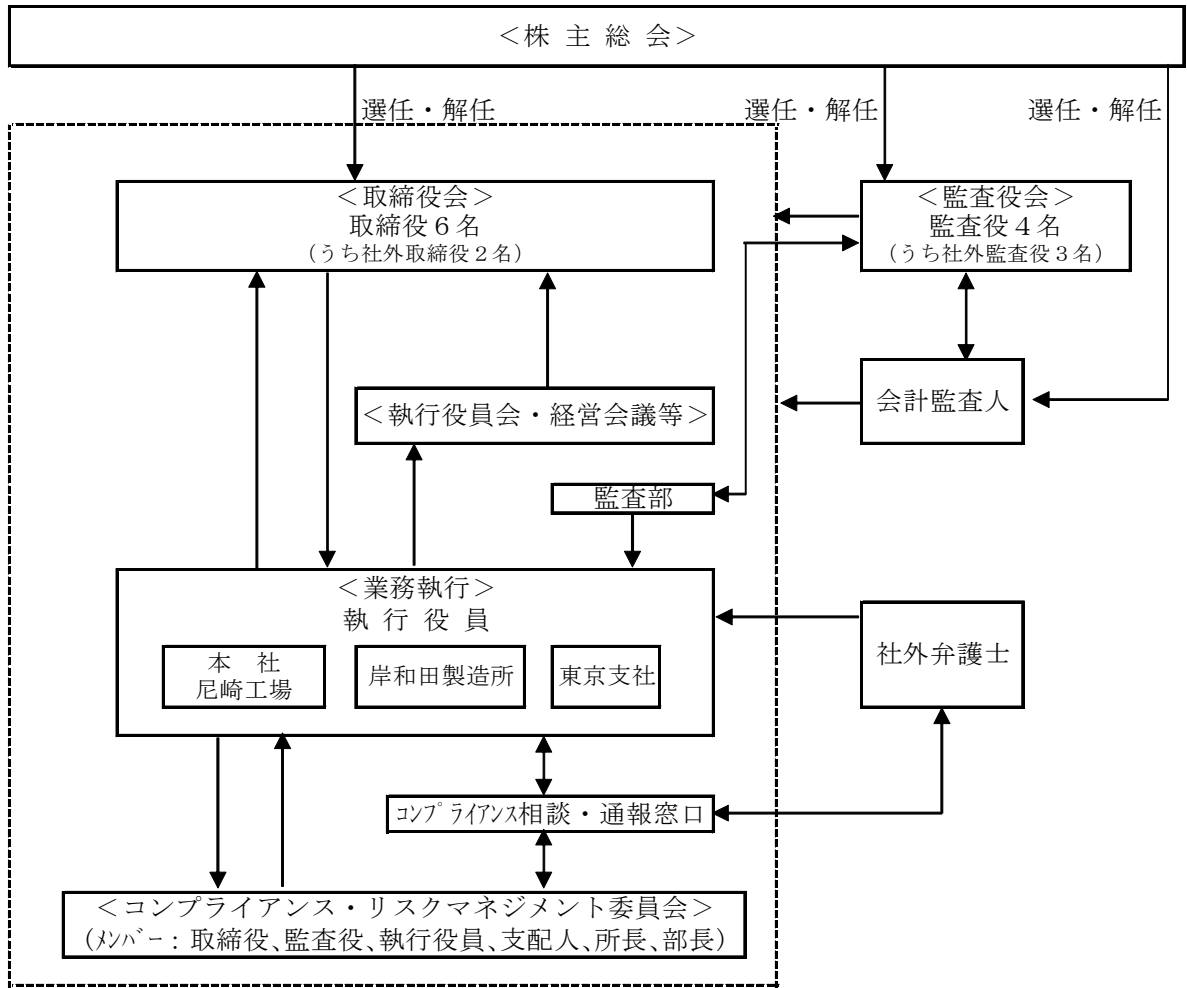 ＜株 主 総 会＞
選任・解任
選任・解任
選任・解任
＜取締役会＞
取締役６名
（うち社外取締役２名）
＜監査役会＞
監査役４名
（うち社外監査役３名）
＜執行役員会・経営会議等＞
会計監査人
監査部
＜業務執行＞
執 行 役 員
本　社
尼崎工場
岸和田製造所
東京支社
社外弁護士
ｺﾝﾌﾟﾗｲｱﾝｽ相談・通報窓口
＜コンプライアンス・リスクマネジメント委員会＞
（ﾒﾝﾊﾞｰ：取締役、監査役、執行役員、支配人、所長、部長）